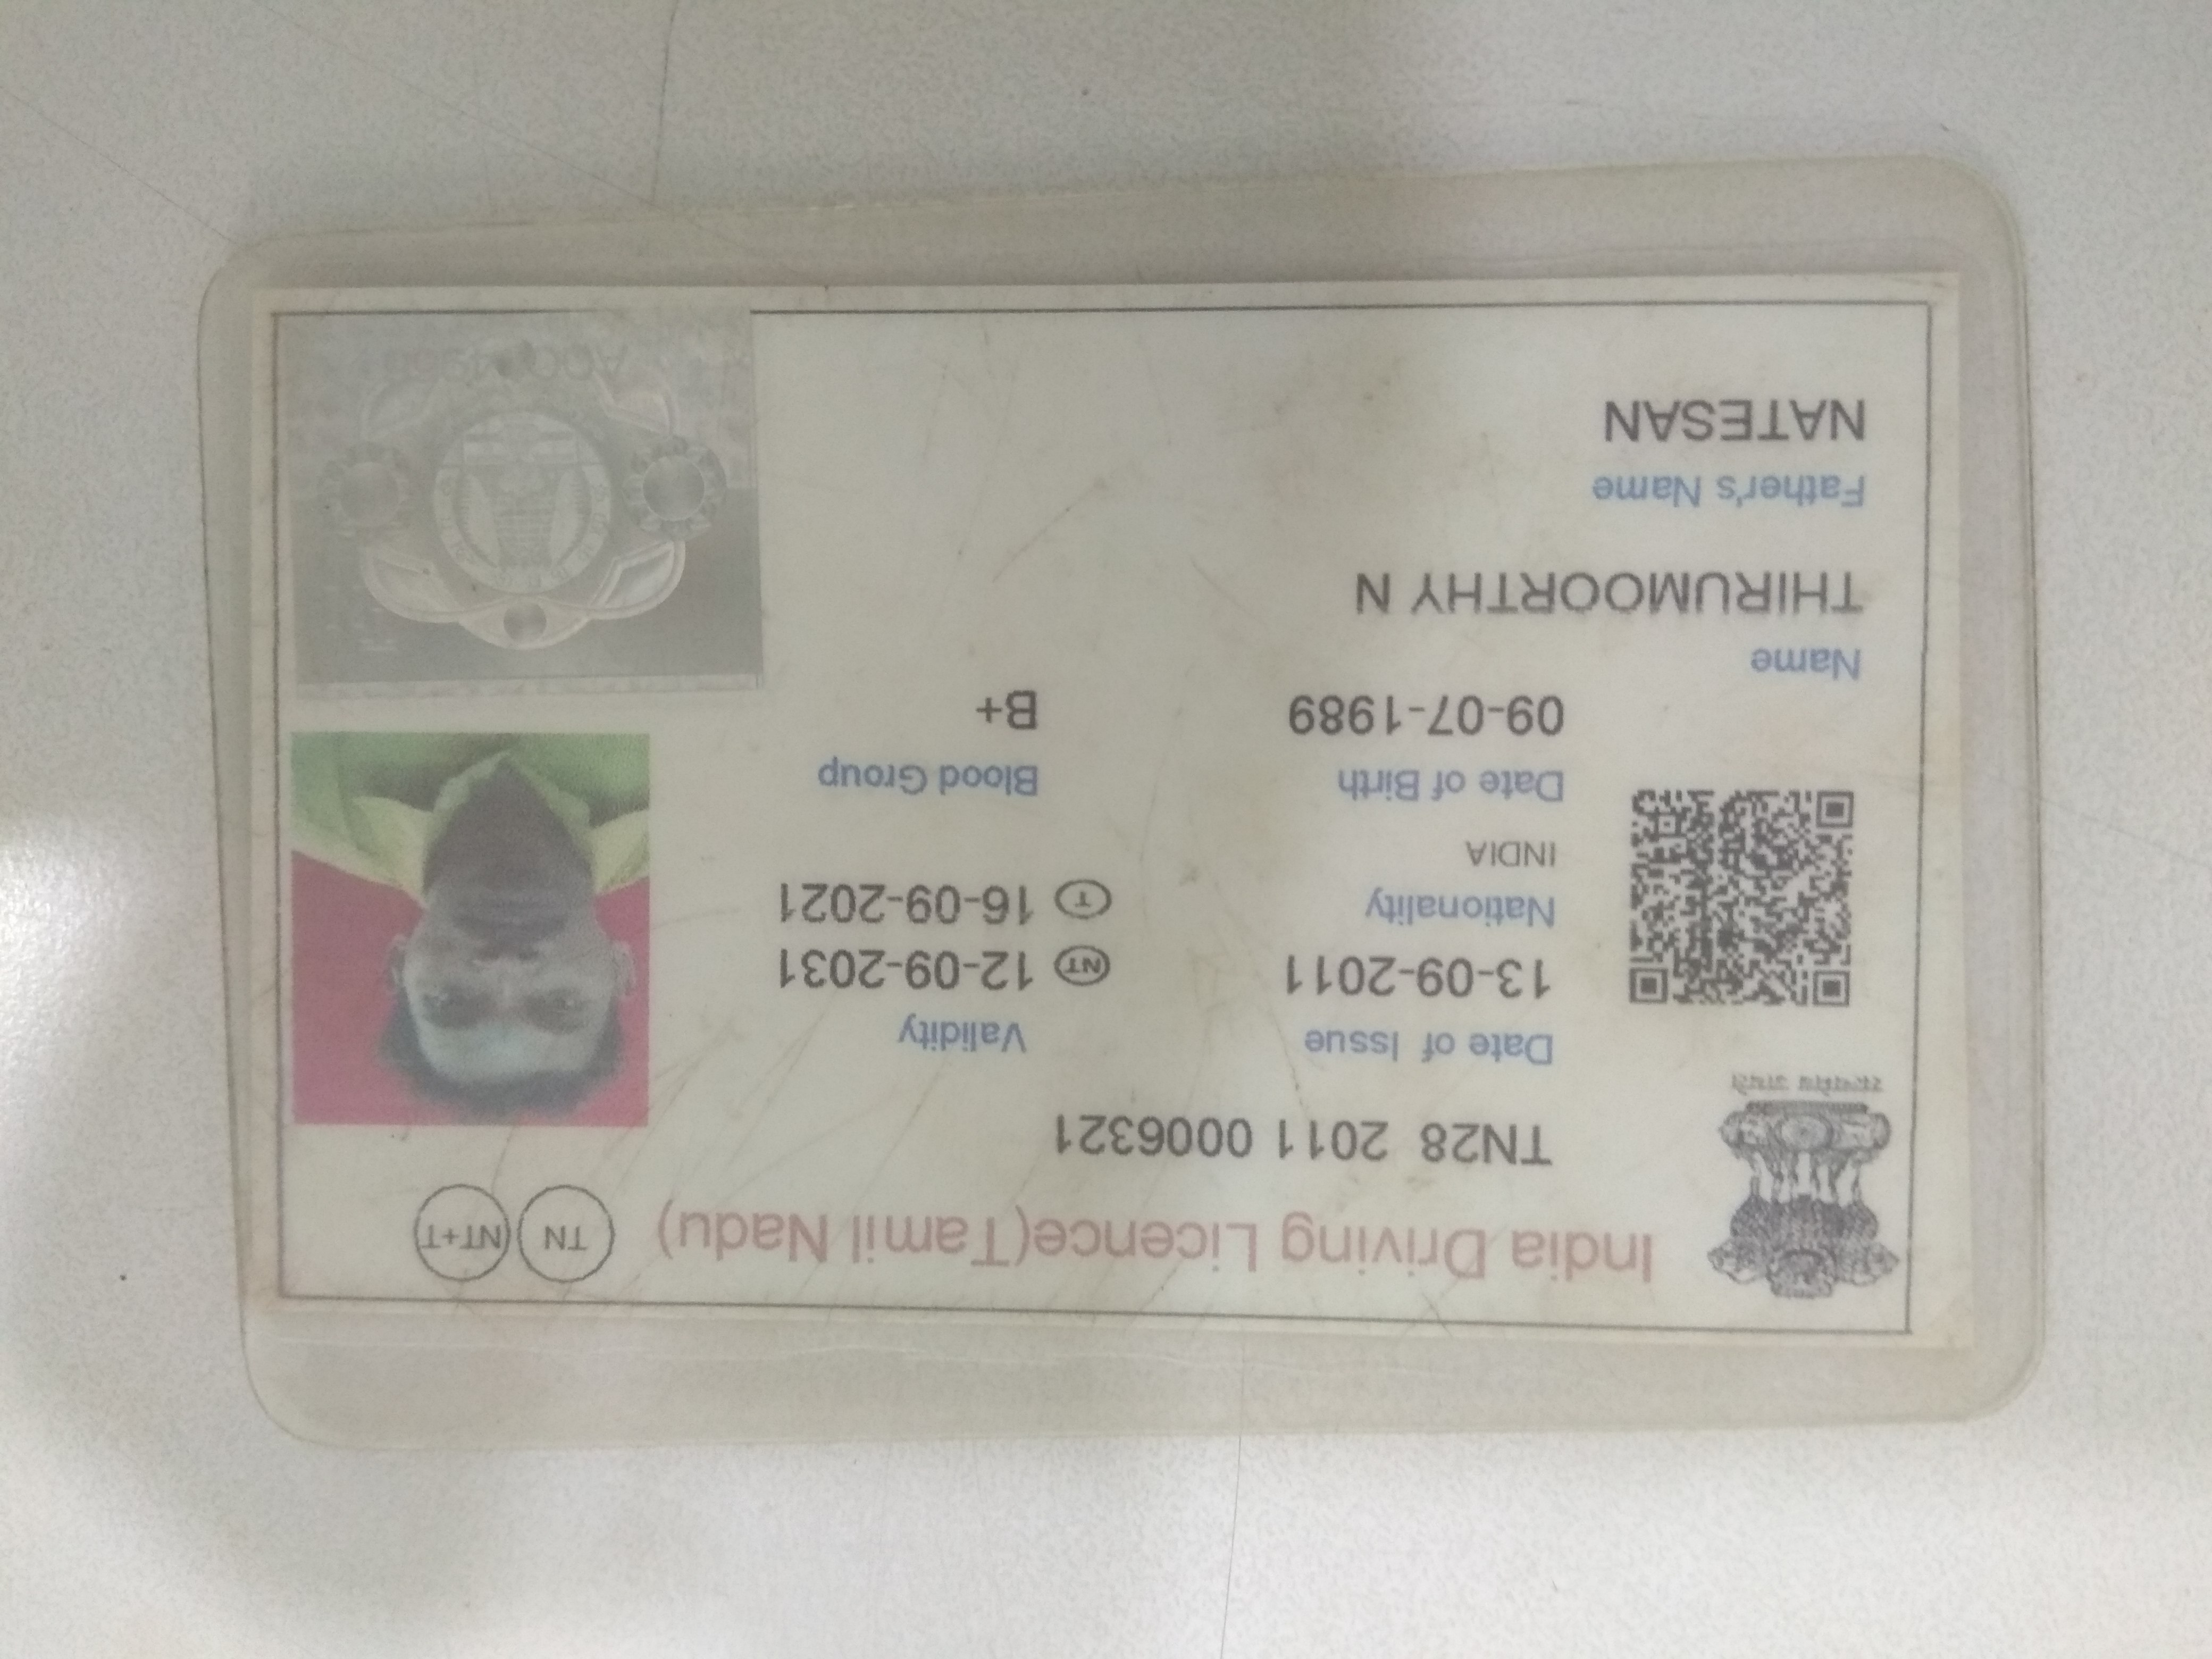 India Driving Licence(Tamil Nadu)
TN NT+T
TN28 2011 0006321
सत्यमेव जयते
Date of Issue Validity
13-09-2011 NT 12-09-2031
Nationality T 16-09-2021
INDIA
Date of Birth Blood Group
09-07-1989 B+
Name
THIRUMOORTHY N
Father's Name
NATESAN